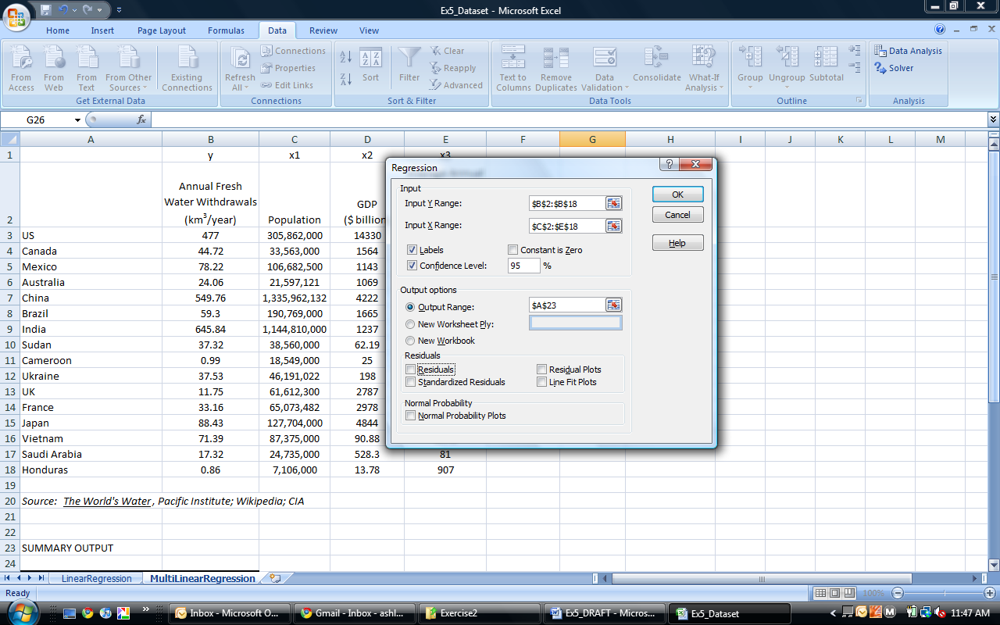 Ex5_Dataset - Microsoft Excel
Home Insert Page Layout Formulas Data Review View
From Access
From Web
From Text
From Other Sources
Existing Connections
Get External Data
Refresh All
Connections
Properties
Edit Links
Connections
Sort
Filter
Clear
Reapply
Advanced
Sort & Filter
Text to Columns
Remove Duplicates
Data Validation
Consolidate
What-If Analysis
Data Tools
Group
Ungroup
Subtotal
Outline
Data Analysis
Solver
Analysis
G26 fx
A B C D E F G H I J K L M
1 y x1 x2 x3
2 Annual Fresh Water Withdrawals (km³/year) Population GDP ($ billion
3 US 477 305,862,000 14330
4 Canada 44.72 33,563,000 1564
5 Mexico 78.22 106,682,500 1143
6 Australia 24.06 21,597,121 1069
7 China 549.76 1,335,962,132 4222
8 Brazil 59.3 190,769,000 1665
9 India 645.84 1,144,810,000 1237
10 Sudan 37.32 38,560,000 62.19
11 Cameroon 0.99 18,549,000 25
12 Ukraine 37.53 46,191,022 198
13 UK 11.75 61,612,300 2787
14 France 33.16 65,073,482 2978
15 Japan 88.43 127,704,000 4844
16 Vietnam 71.39 87,375,000 90.88
17 Saudi Arabia 17.32 24,735,000 528.3 81
18 Honduras 0.86 7,106,000 13.78 907
19
20 Source: The World's Water, Pacific Institute; Wikipedia; CIA
21
22
23 SUMMARY OUTPUT
24
Regression
Input
Input Y Range: $B$2:$B$18
Input X Range: $C$2:$E$18
Labels Constant is Zero
Confidence Level: 95 %
OK
Cancel
Help
Output options
Output Range: $A$23
New Worksheet Ply:
New Workbook
Residuals
Residuals Residual Plots
Standardized Residuals Line Fit Plots
Normal Probability
Normal Probability Plots
LinearRegression MultiLinearRegression
Ready 100%
Inbox - Microsoft O... Gmail - Inbox - ashl... Exercise2 Ex5_DRAFT - Micros... Ex5_Dataset 11:47 AM